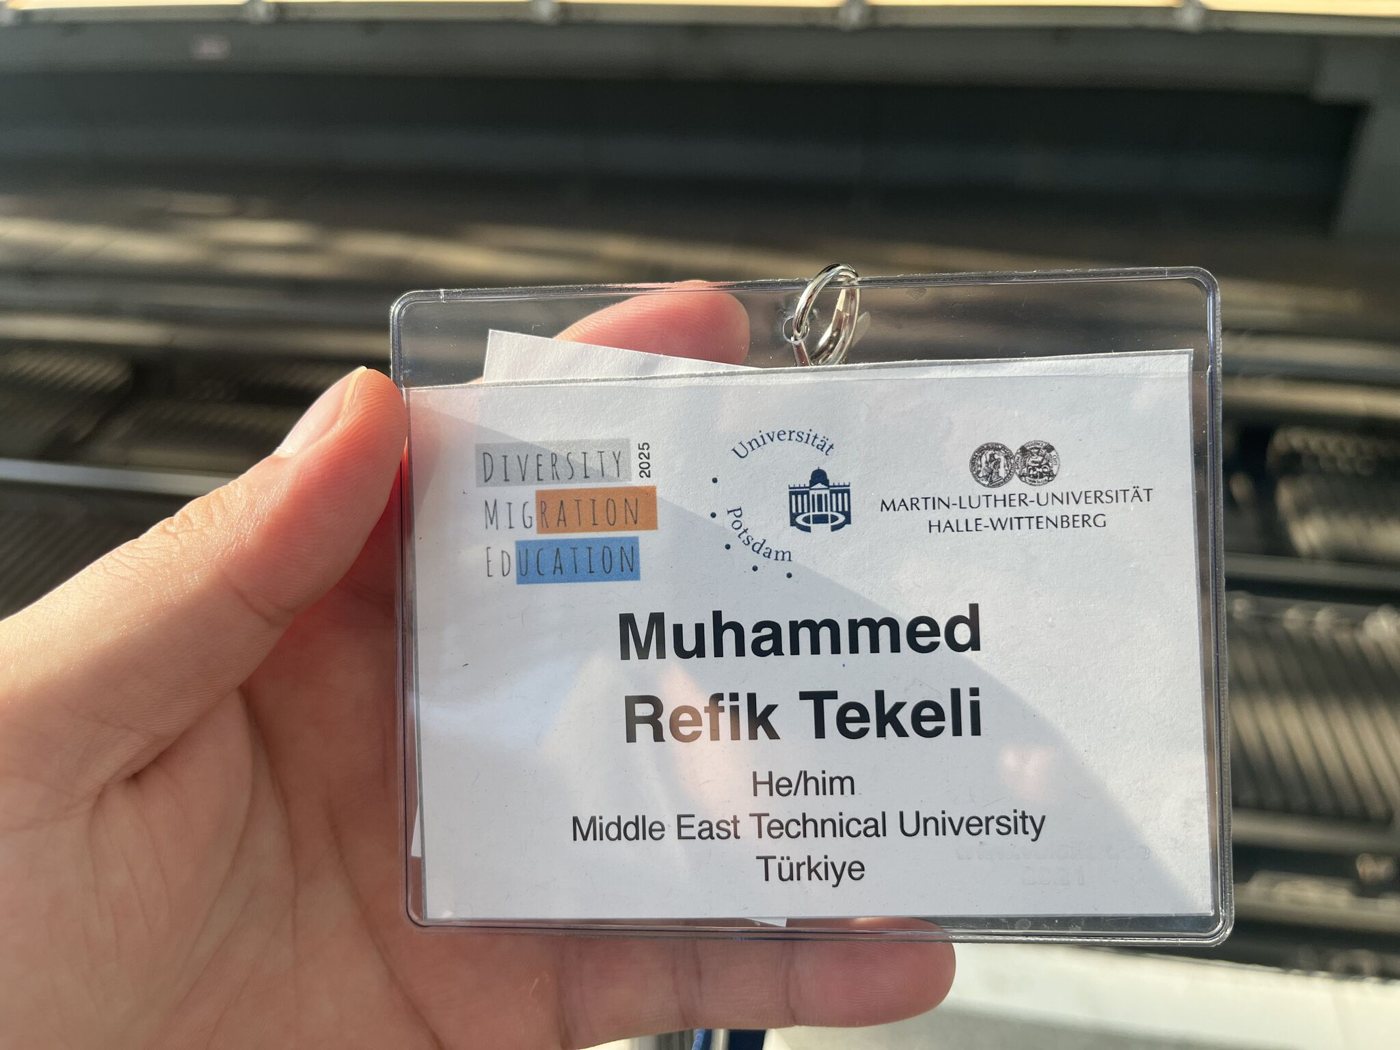 DIVERSITY 2025
MIGRATION
EDUCATION
Universität
Potsdam
MARTIN-LUTHER-UNIVERSITÄT
HALLE-WITTENBERG
Muhammed
Refik Tekeli
He/him
Middle East Technical University
Türkiye